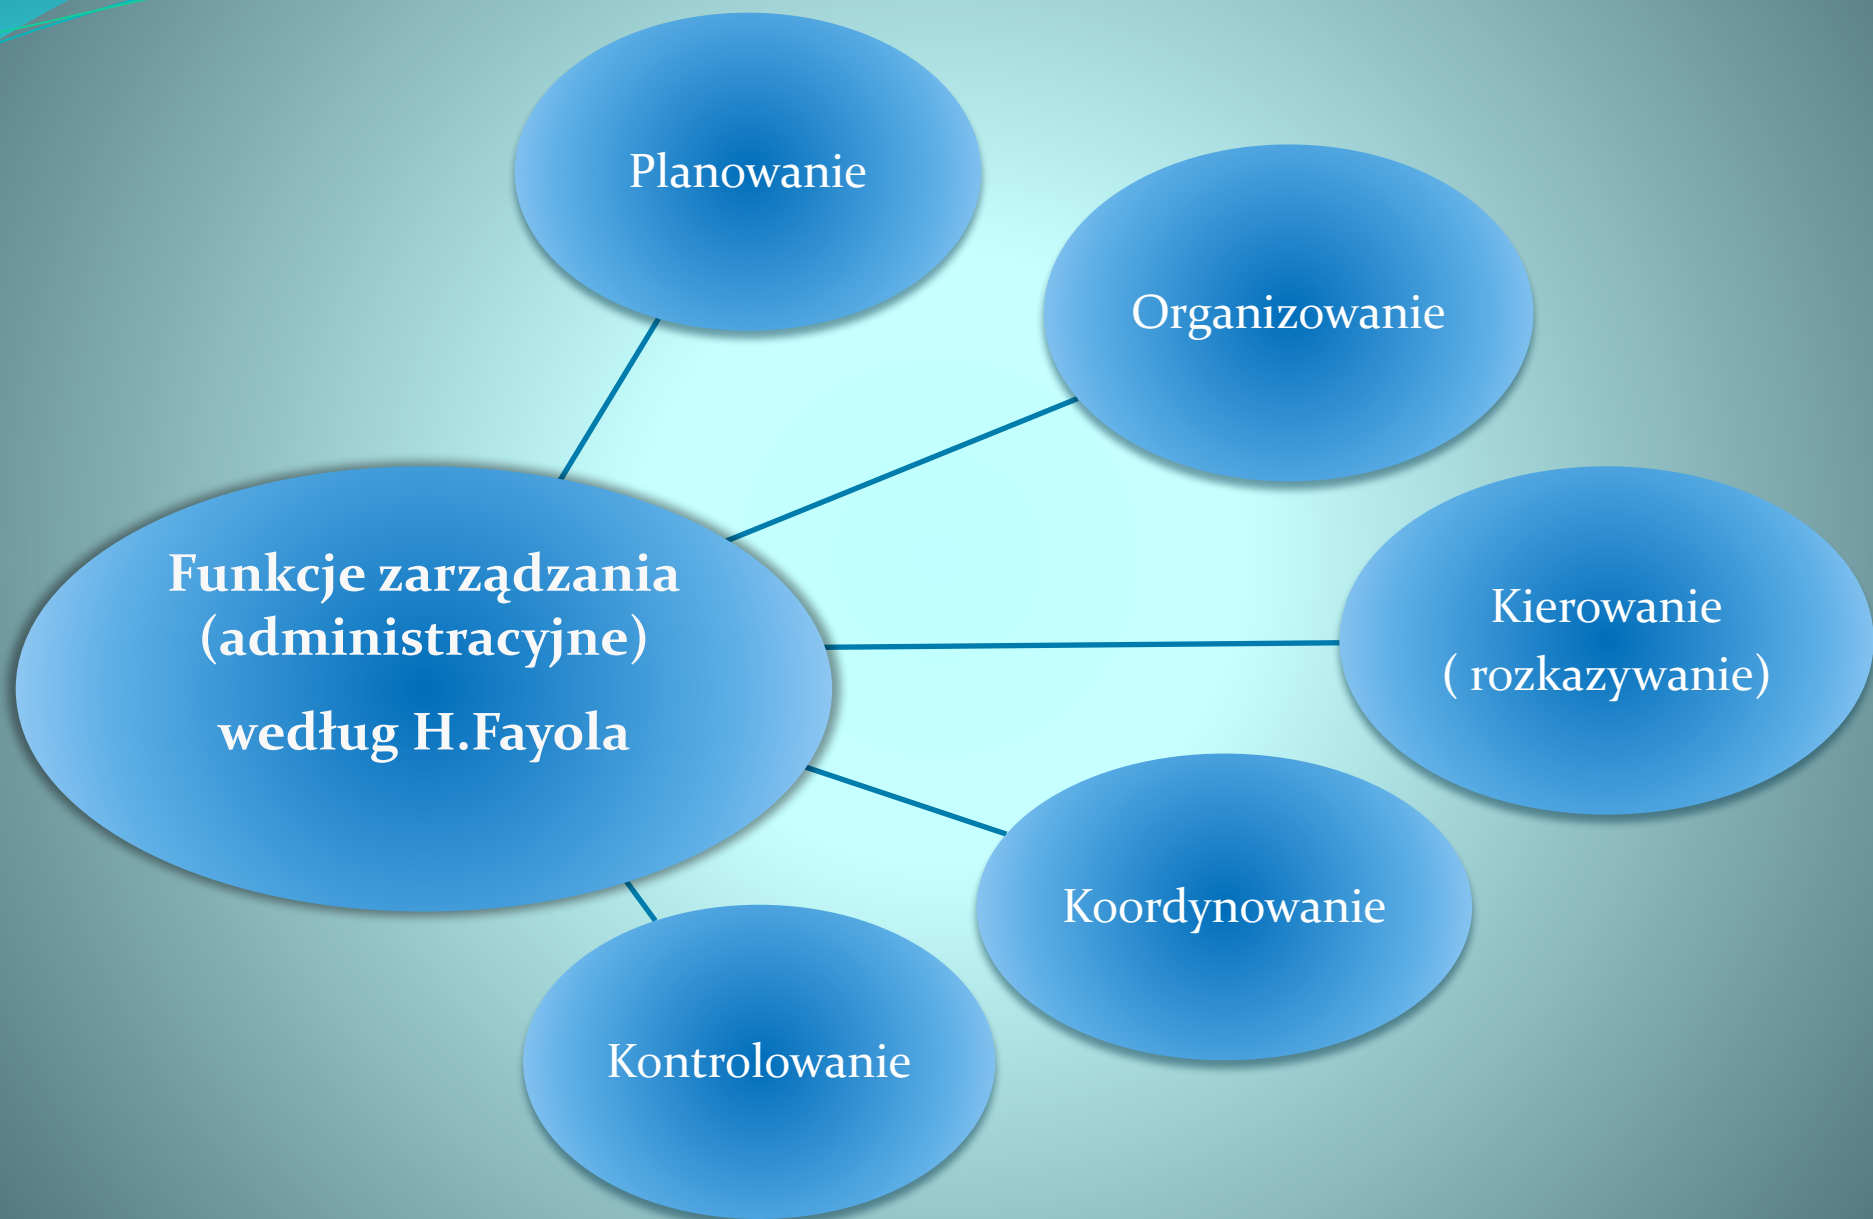 Planowanie
Organizowanie
Funkcje zarządzania
(administracyjne)
według H.Fayola
Kierowanie
( rozkazywanie)
Koordynowanie
Kontrolowanie